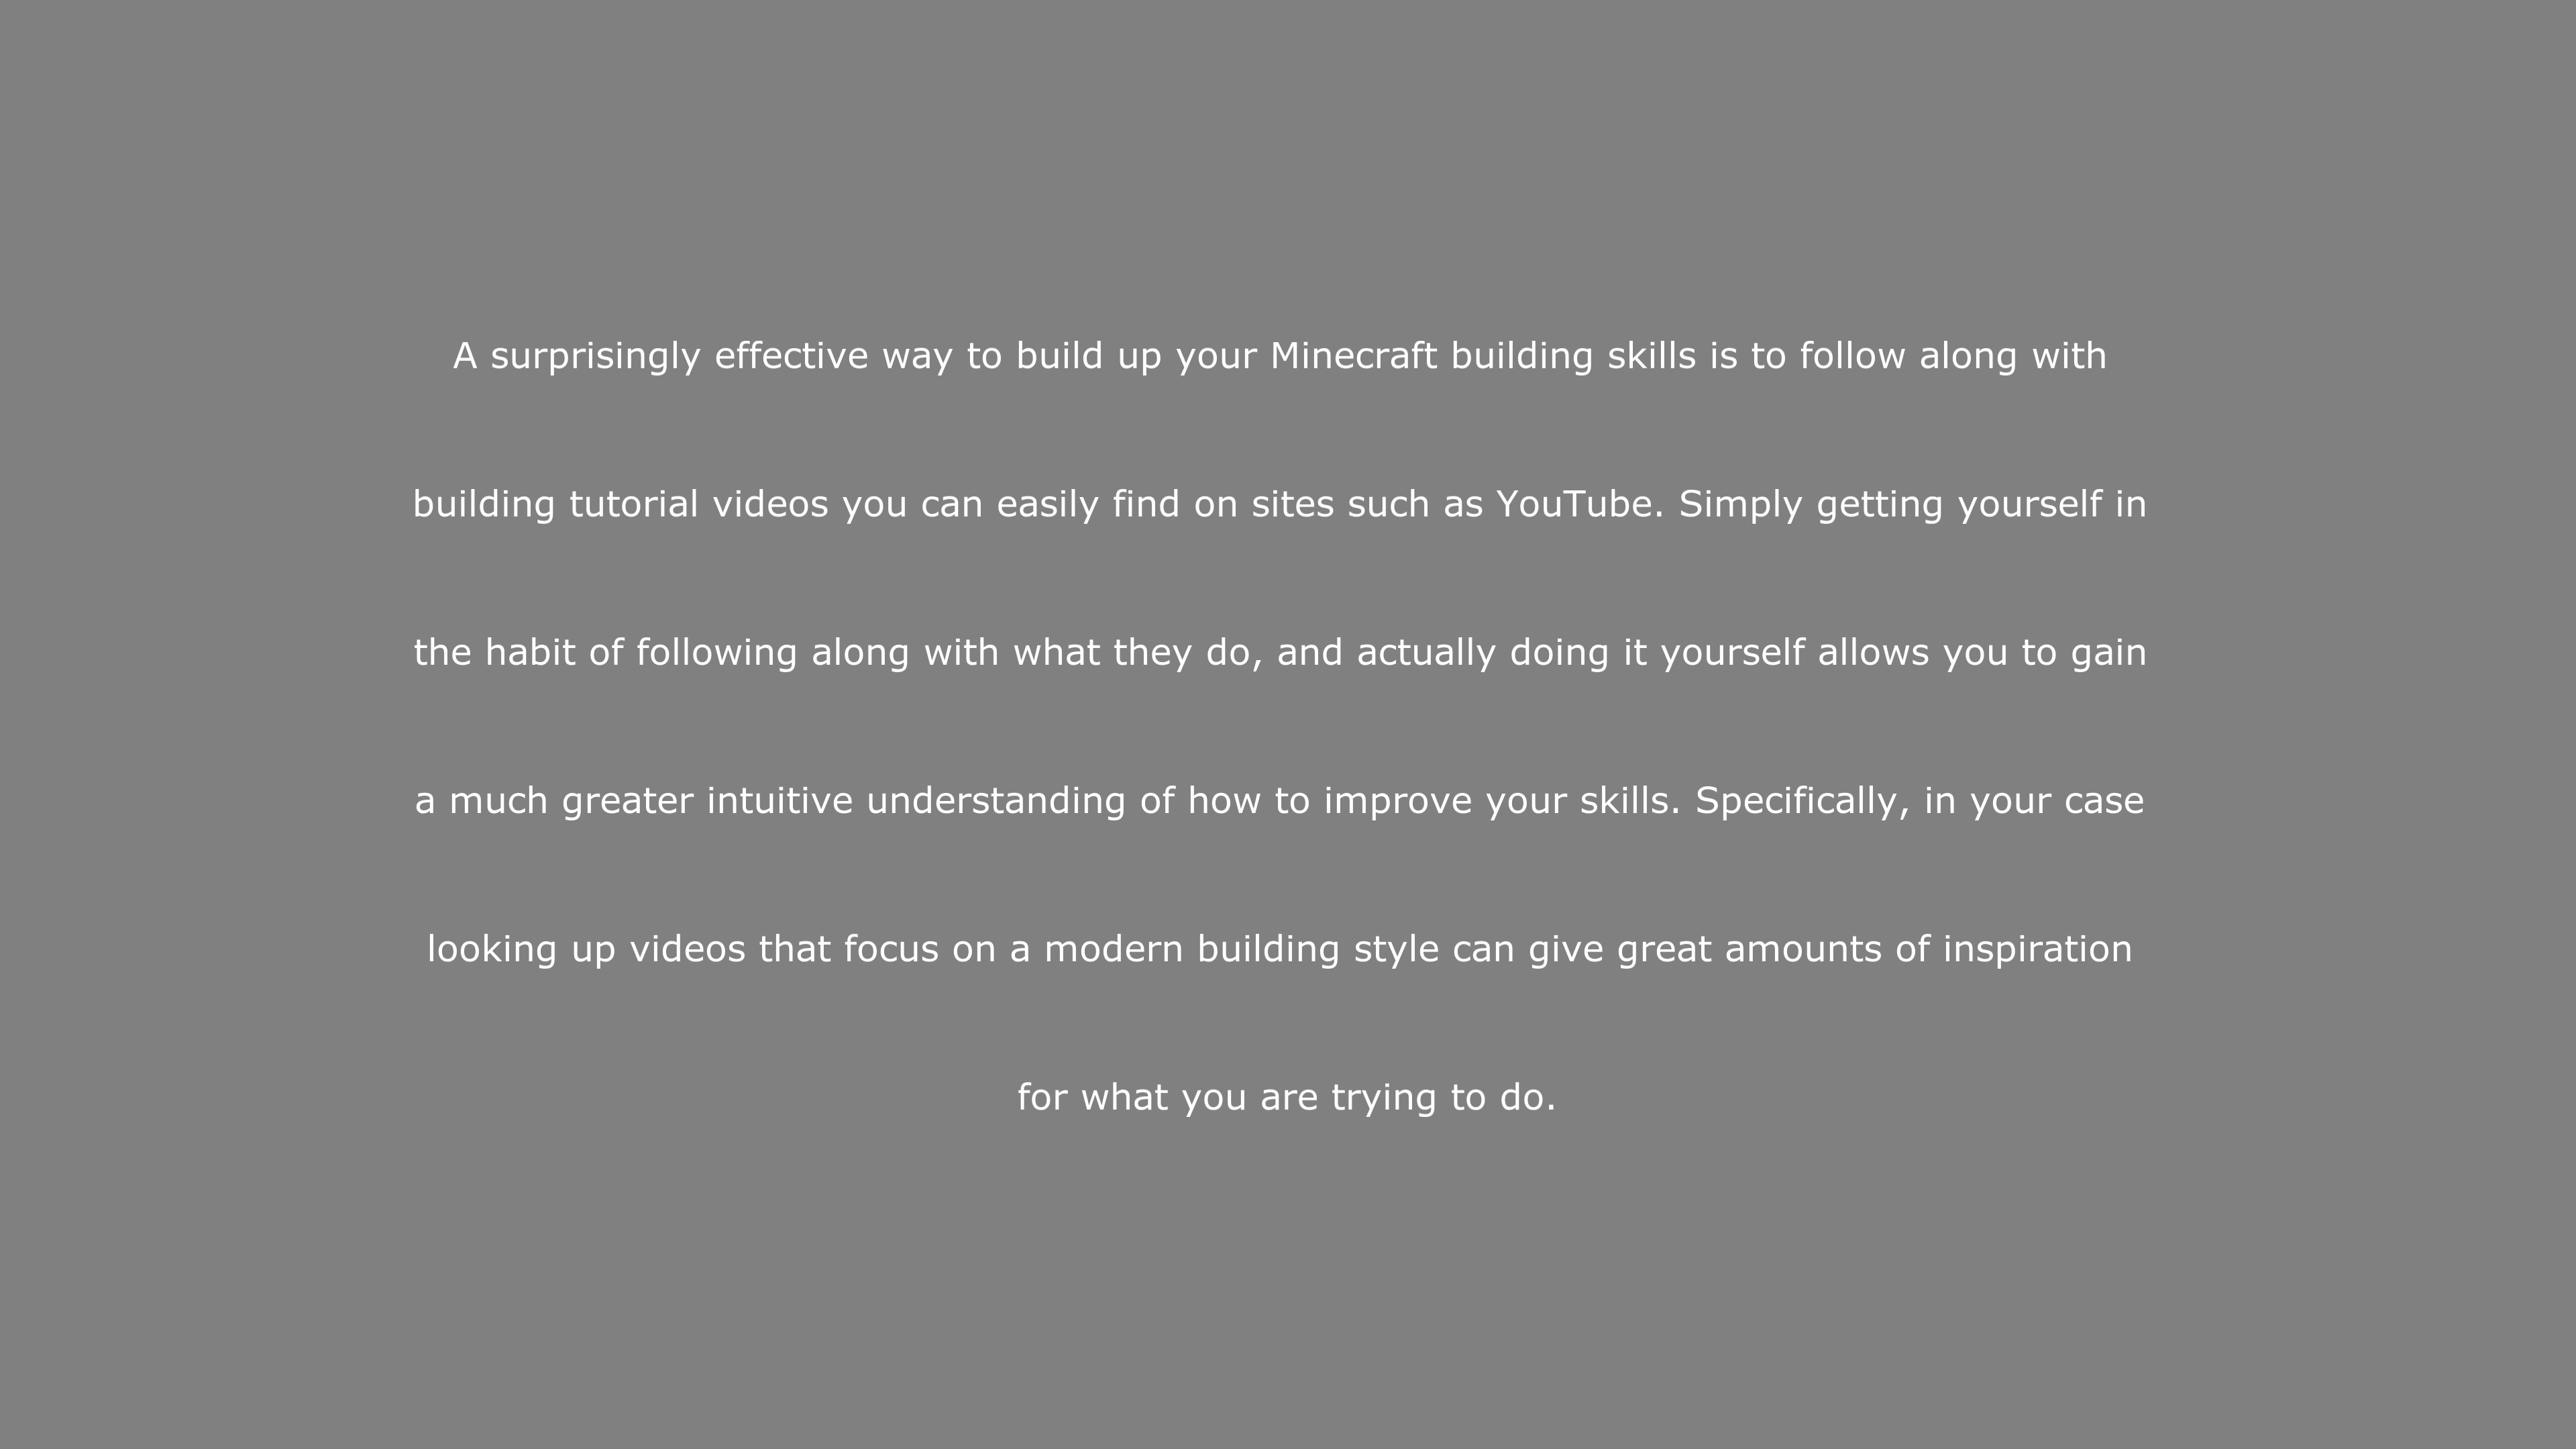 A surprisingly effective way to build up your Minecraft building skills is to follow along with
building tutorial videos you can easily find on sites such as YouTube. Simply getting yourself in
the habit of following along with what they do, and actually doing it yourself allows you to gain
a much greater intuitive understanding of how to improve your skills. Specifically, in your case
looking up videos that focus on a modern building style can give great amounts of inspiration
for what you are trying to do.